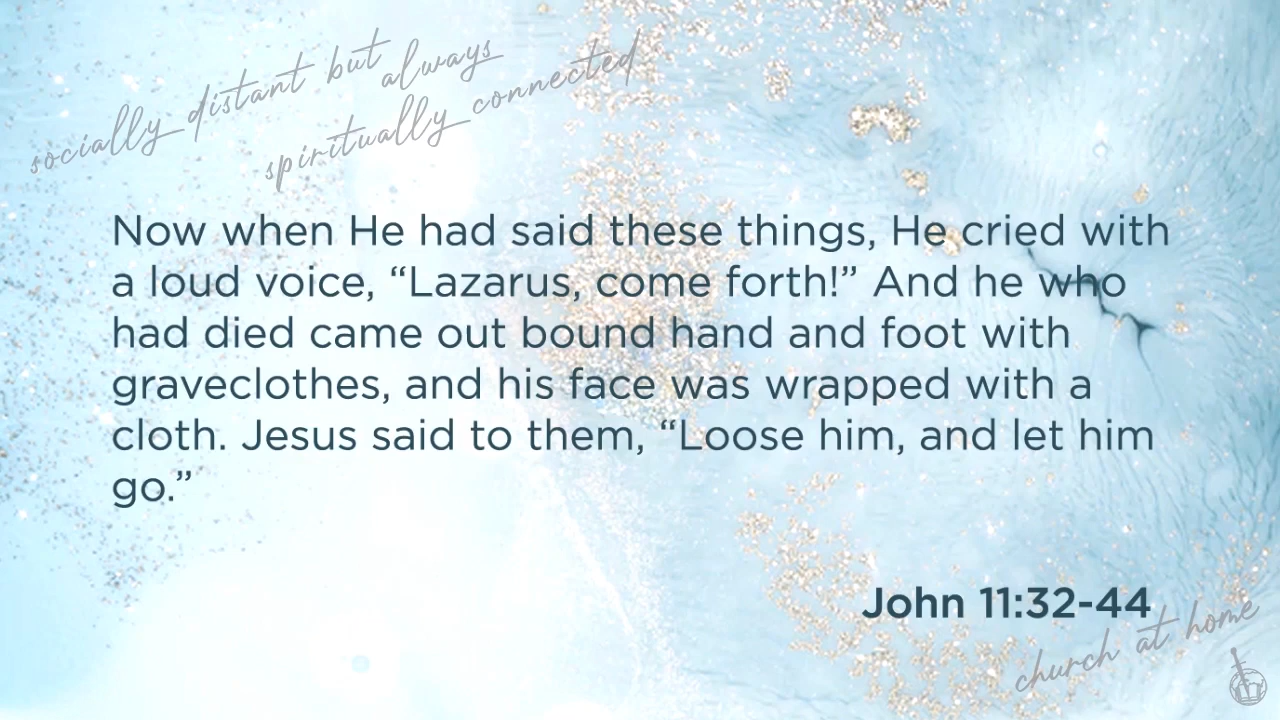 socially distant but always
spiritually connected
Now when He had said these things, He cried with
a loud voice, “Lazarus, come forth!” And he who
had died came out bound hand and foot with
graveclothes, and his face was wrapped with a
cloth. Jesus said to them, “Loose him, and let him
go.”
John 11:32-44
church at home